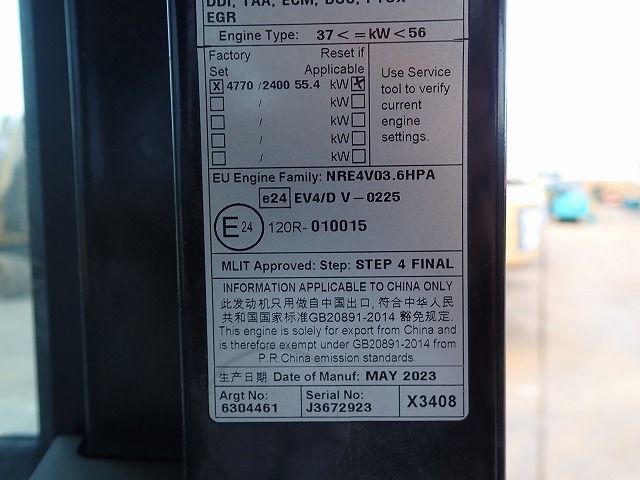 DDI, TAA, ECM, DOC,
EGR
Engine Type: 37 < = kW < 56
Factory Set
Reset if Applicable
X 4770 / 2400 55.4 kW X
/ kW
/ kW
/ kW
/ kW
Use Service
tool to verify
current
engine
settings.
EU Engine Family: NRE4V03.6HPA
e24 EV4/D V-0225
E24 120R-010015
MLIT Approved: Step: STEP 4 FINAL
INFORMATION APPLICABLE TO CHINA ONLY
此发动机只用做自中国出口, 符合中华人民
共和国国家标准GB20891-2014 豁免规定.
This engine is solely for export from China and
is therefore exempt under GB20891-2014 from
P.R.China emission standards.
生产日期 Date of Manuf: MAY 2023
Argt No:
6304461
Serial No:
J3672923
X3408